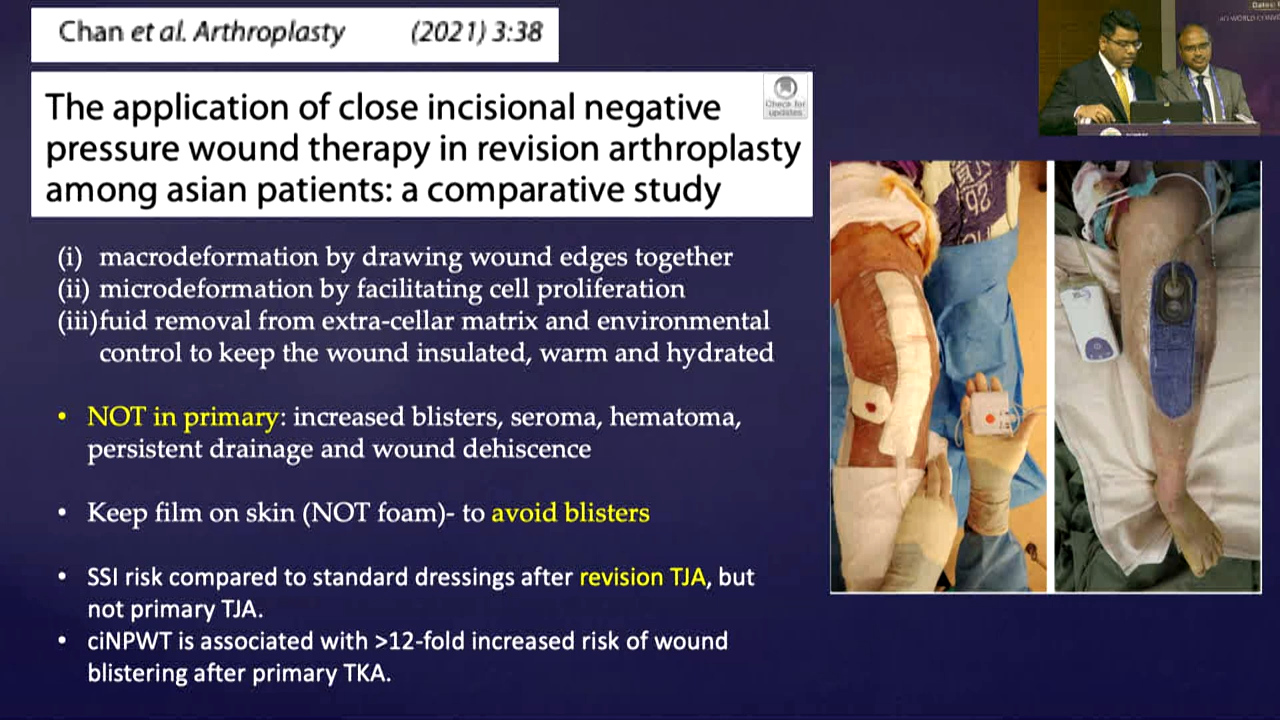 Chan et al. Arthroplasty (2021) 3:38
The application of close incisional negative
pressure wound therapy in revision arthroplasty
among asian patients: a comparative study
Check for
updates
(i) macrodeformation by drawing wound edges together
(ii) microdeformation by facilitating cell proliferation
(iii) fuid removal from extra-cellar matrix and environmental
control to keep the wound insulated, warm and hydrated
• NOT in primary: increased blisters, seroma, hematoma,
persistent drainage and wound dehiscence
• Keep film on skin (NOT foam)- to avoid blisters
• SSI risk compared to standard dressings after revision TJA, but
not primary TJA.
• ciNPWT is associated with >12-fold increased risk of wound
blistering after primary TKA.
Dates: